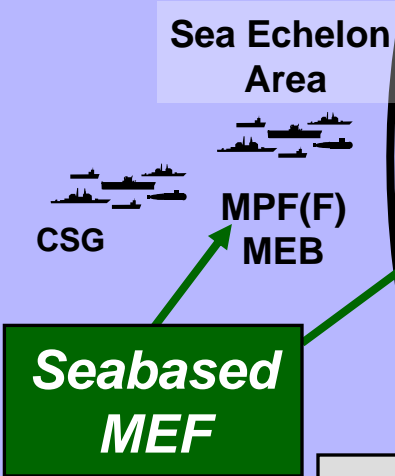 Sea Echelon
Area
MPF(F)
MEB
CSG
Seabased
MEF